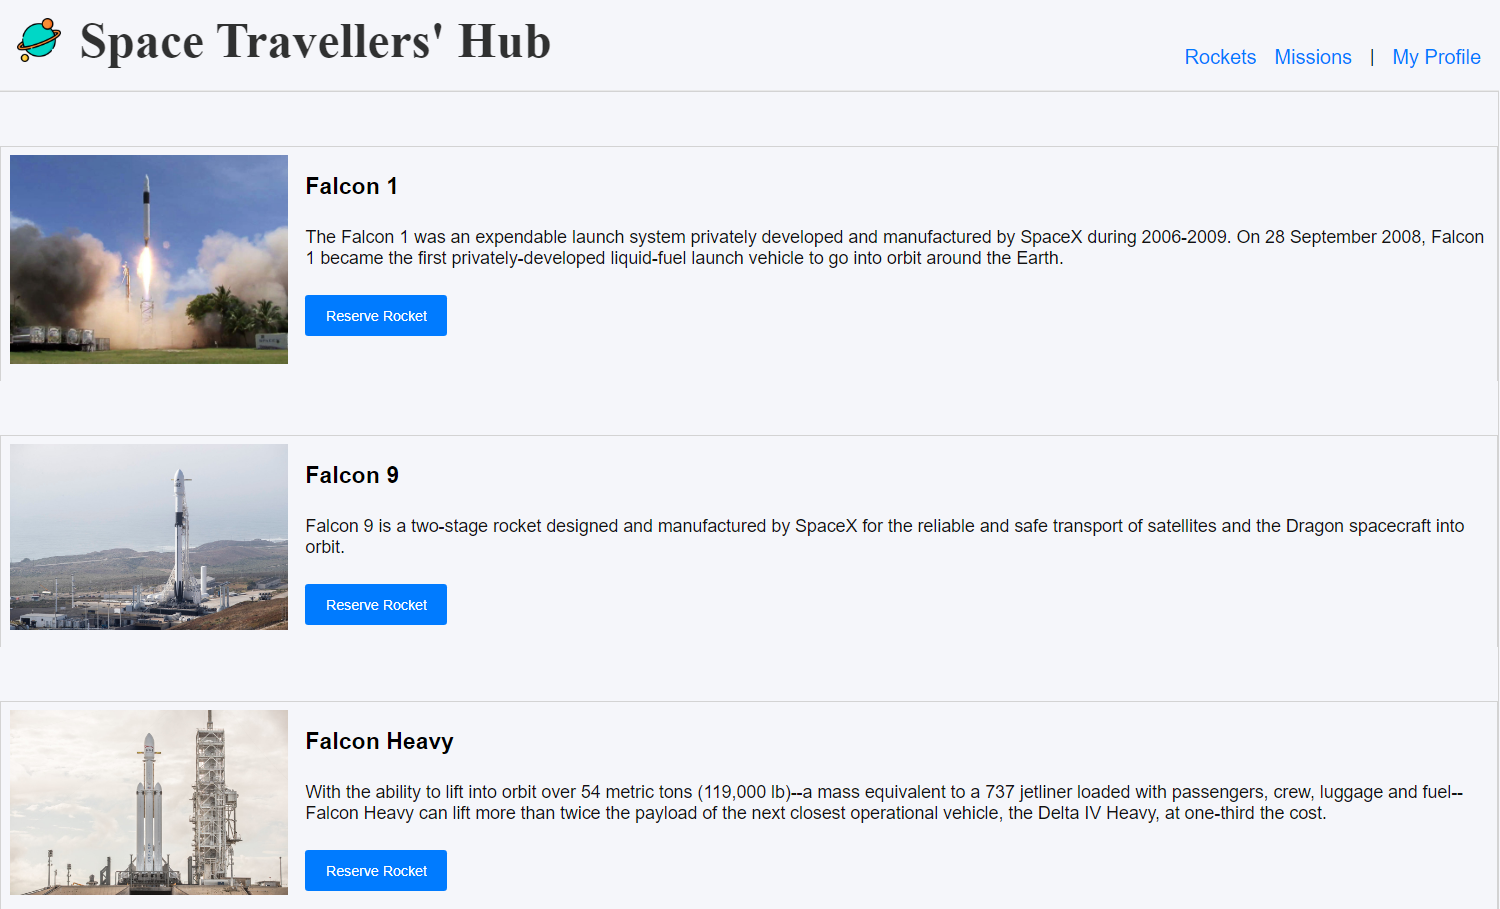 Space Travellers' Hub
Rockets Missions | My Profile
Falcon 1
The Falcon 1 was an expendable launch system privately developed and manufactured by SpaceX during 2006-2009. On 28 September 2008, Falcon
1 became the first privately-developed liquid-fuel launch vehicle to go into orbit around the Earth.
Reserve Rocket
Falcon 9
Falcon 9 is a two-stage rocket designed and manufactured by SpaceX for the reliable and safe transport of satellites and the Dragon spacecraft into
orbit.
Reserve Rocket
Falcon Heavy
With the ability to lift into orbit over 54 metric tons (119,000 lb)--a mass equivalent to a 737 jetliner loaded with passengers, crew, luggage and fuel--
Falcon Heavy can lift more than twice the payload of the next closest operational vehicle, the Delta IV Heavy, at one-third the cost.
Reserve Rocket